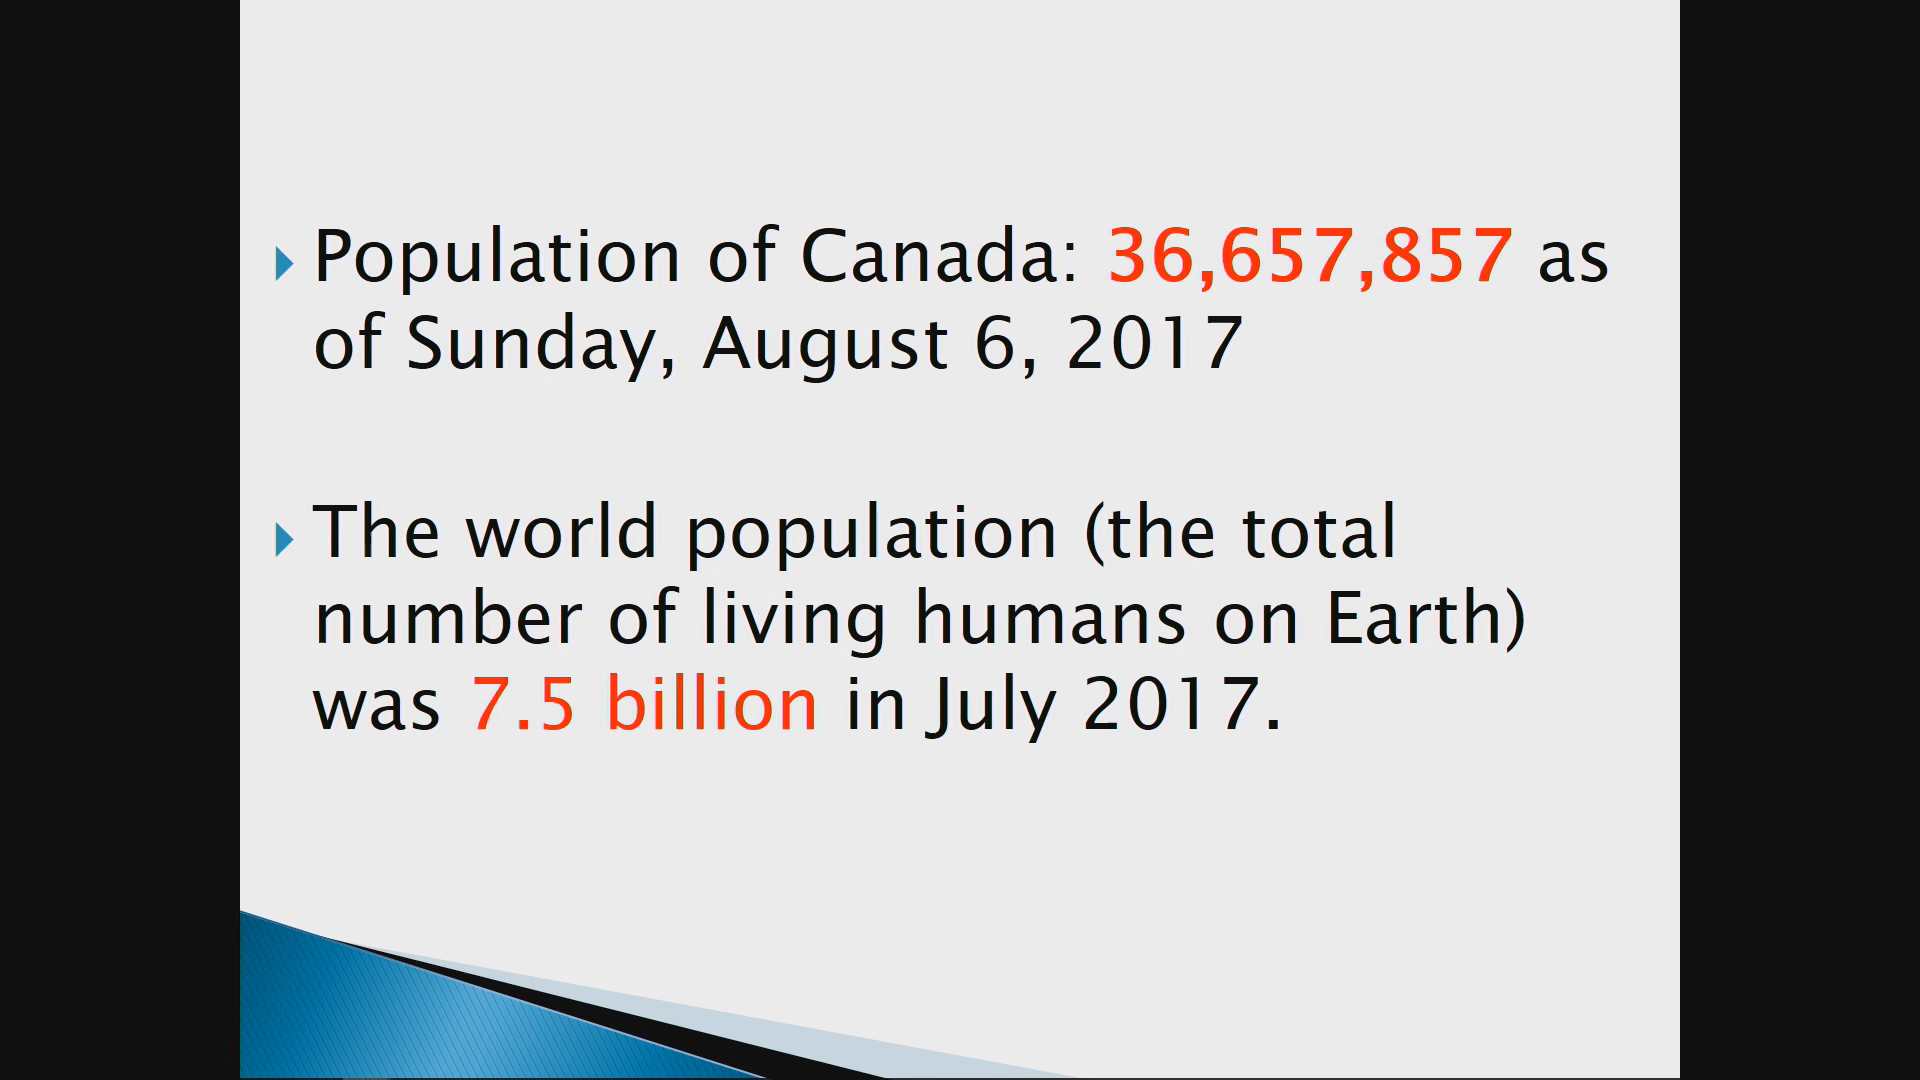 Population of Canada: 36,657,857 as
of Sunday, August 6, 2017
The world population (the total
number of living humans on Earth)
was 7.5 billion in July 2017.